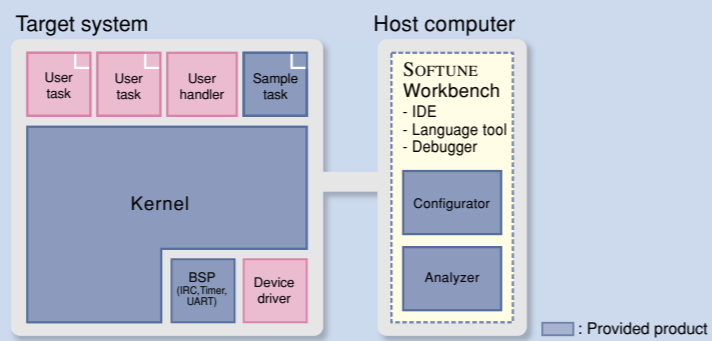 Target system
Host computer
User
task
User
task
User
handler
Sample
task
Kernel
BSP
(IRC,Timer,
UART)
Device
driver
SOFTUNE
Workbench
- IDE
- Language tool
- Debugger
Configurator
Analyzer
: Provided product